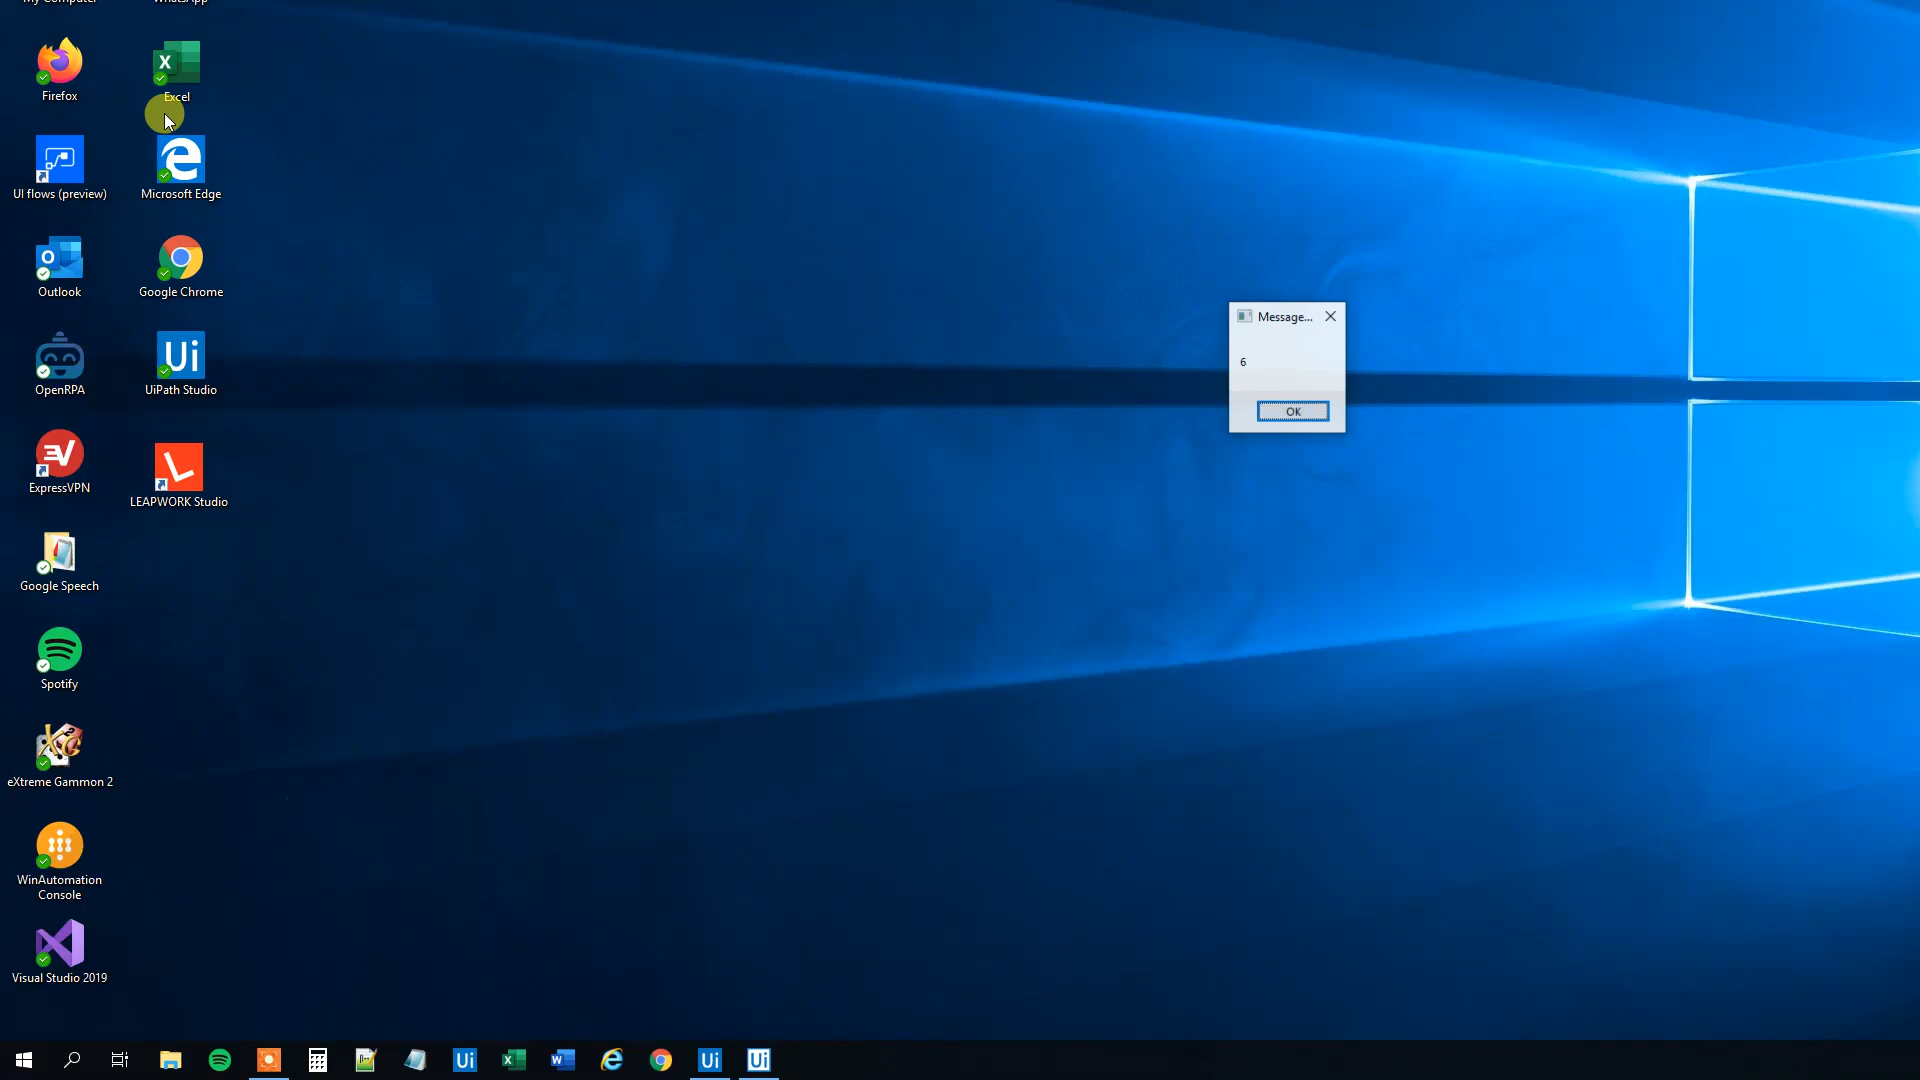 My Computer
WhatsApp
Firefox
Excel
UI flows (preview)
Microsoft Edge
Outlook
Google Chrome
OpenRPA
UiPath Studio
ExpressVPN
LEAPWORK Studio
Google Speech
Spotify
eXtreme Gammon 2
WinAutomation
Console
Visual Studio 2019
Message...
6
OK